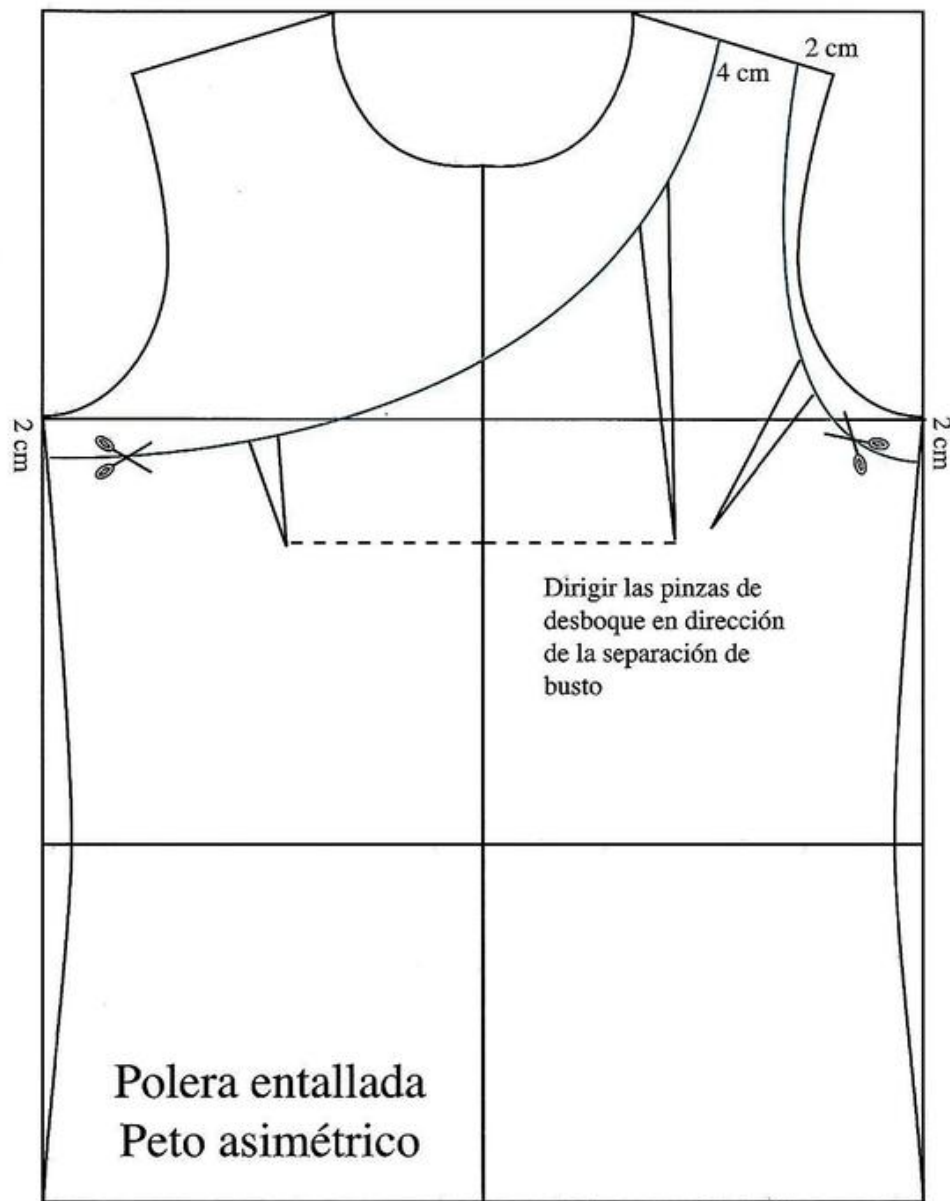 2 cm
4 cm
2 cm
2 cm
Dirigir las pinzas de
desboque en dirección
de la separación de
busto
Polera entallada
Peto asimétrico